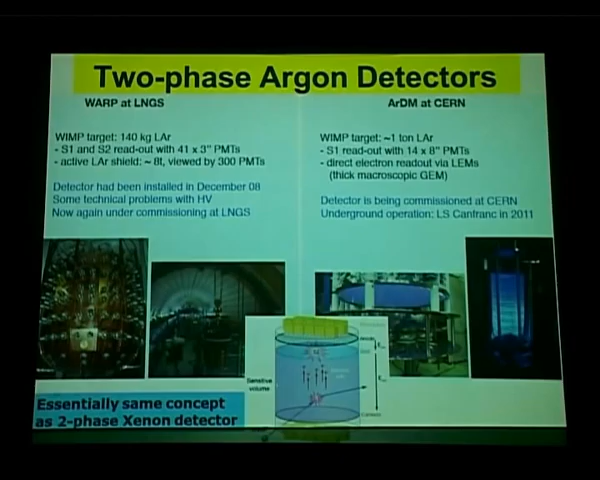 Two-phase Argon Detectors
WARP at LNGS
WIMP target: 140 kg LAr
- S1 and S2 read-out with 41 x 3" PMTs
- active LAr shield: ~ 8t, viewed by 300 PMTs
Detector had been installed in December 08
Some technical problems with HV
Now again under commissioning at LNGS
ArDM at CERN
WIMP target: ~1 ton LAr
- S1 read-out with 14 x 8" PMTs
- direct electron readout via LEMs
(thick macroscopic GEM)
Detector is being commissioned at CERN
Underground operation: LS Canfranc in 2011
Sensitive
volume
Essentially same concept
as 2-phase Xenon detector